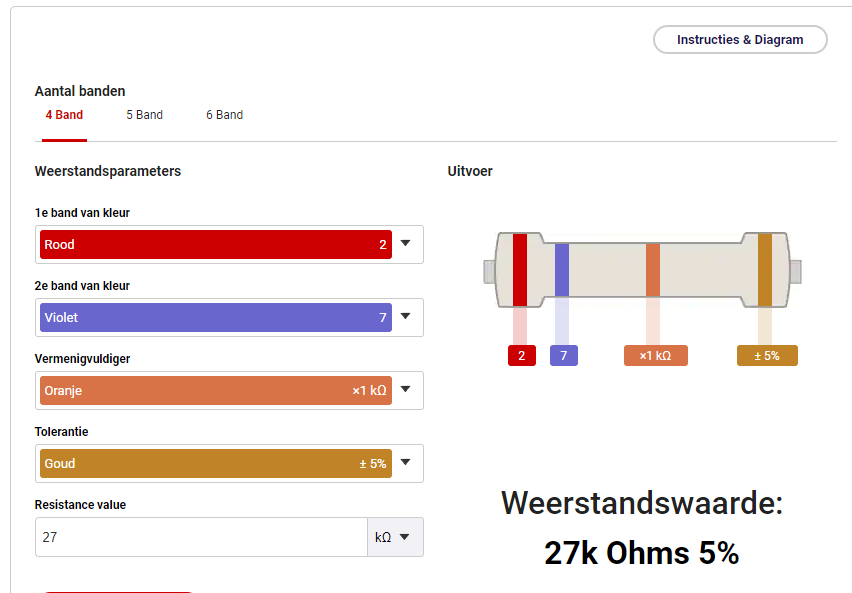 Instructies & Diagram
Aantal banden
4 Band
5 Band
6 Band
Weerstandsparameters
1e band van kleur
Rood 2
2e band van kleur
Violet 7
Vermenigvuldiger
Oranje ×1 kΩ
Tolerantie
Goud ± 5%
Resistance value
27 kΩ
Uitvoer
2 7 ×1 kΩ ± 5%
Weerstandswaarde:
27k Ohms 5%